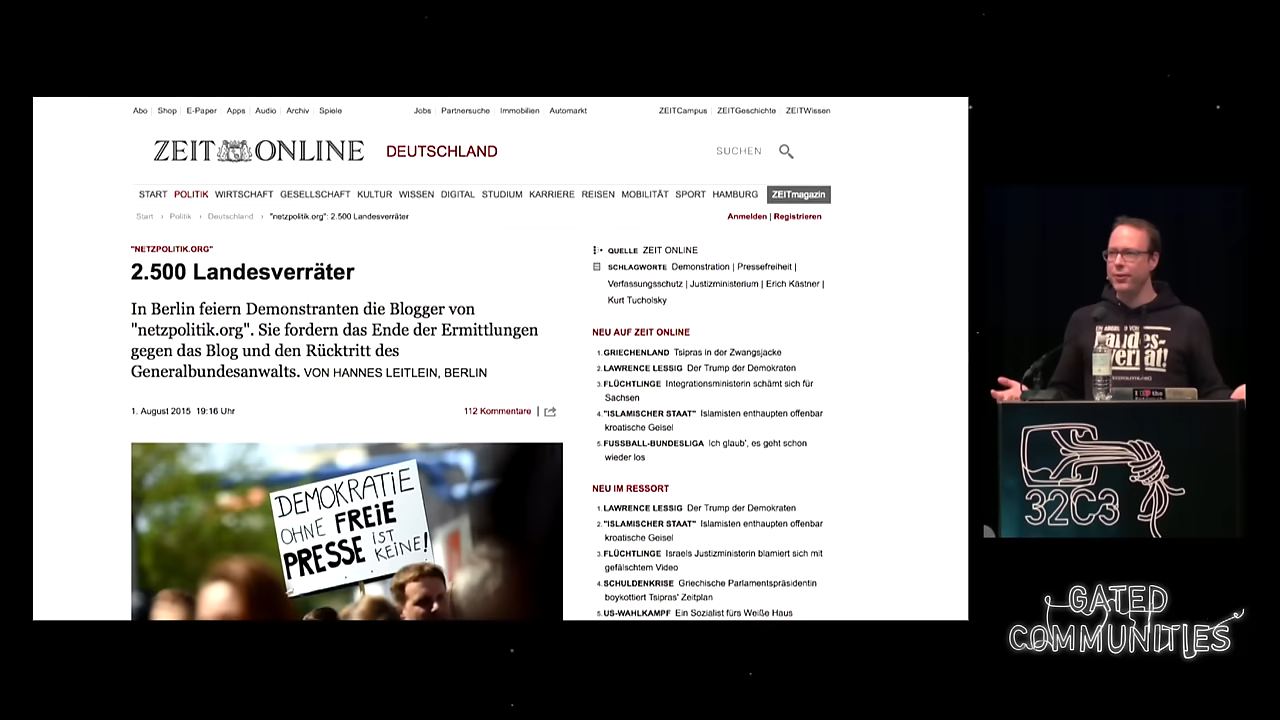 Abo Shop E-Paper Apps Audio Archiv Spiele Jobs Partnersuche Immobilien Automarkt ZEITCampus ZEITGeschichte ZEITWissen
ZEIT ONLINE DEUTSCHLAND SUCHEN
START POLITIK WIRTSCHAFT GESELLSCHAFT KULTUR WISSEN DIGITAL STUDIUM KARRIERE REISEN MOBILITÄT SPORT HAMBURG ZEITmagazin
Start › Politik › Deutschland › "netzpolitik.org": 2.500 Landesverräter
Anmelden | Registrieren
"NETZPOLITIK.ORG"
2.500 Landesverräter
In Berlin feiern Demonstranten die Blogger von
"netzpolitik.org". Sie fordern das Ende der Ermittlungen
gegen das Blog und den Rücktritt des
Generalbundesanwalts. VON HANNES LEITLEIN, BERLIN
1. August 2015 19:16 Uhr
112 Kommentare |
DEMOKRATIE
OHNE FREIE
PRESSE IST
KEINE!
QUELLE ZEIT ONLINE
SCHLAGWORTE Demonstration | Pressefreiheit |
Verfassungsschutz | Justizministerium | Erich Kästner |
Kurt Tucholsky
NEU AUF ZEIT ONLINE
1. GRIECHENLAND Tsipras in der Zwangsjacke
2. LAWRENCE LESSIG Der Trump der Demokraten
3. FLÜCHTLINGE Integrationsministerin schämt sich für
Sachsen
4. "ISLAMISCHER STAAT" Islamisten enthaupten offenbar
kroatische Geisel
5. FUSSBALL-BUNDESLIGA Ich glaub', es geht schon
wieder los
NEU IM RESSORT
1. LAWRENCE LESSIG Der Trump der Demokraten
2. "ISLAMISCHER STAAT" Islamisten enthaupten offenbar
kroatische Geisel
3. FLÜCHTLINGE Israels Justizministerin blamiert sich mit
gefälschtem Video
4. SCHULDENKRISE Griechische Parlamentspräsidentin
boykottiert Tsipras' Zeitplan
5. US-WAHLKAMPF Ein Sozialist fürs Weiße Haus
Landes-
verrat!
32C3
GATED
COMMUNITIES